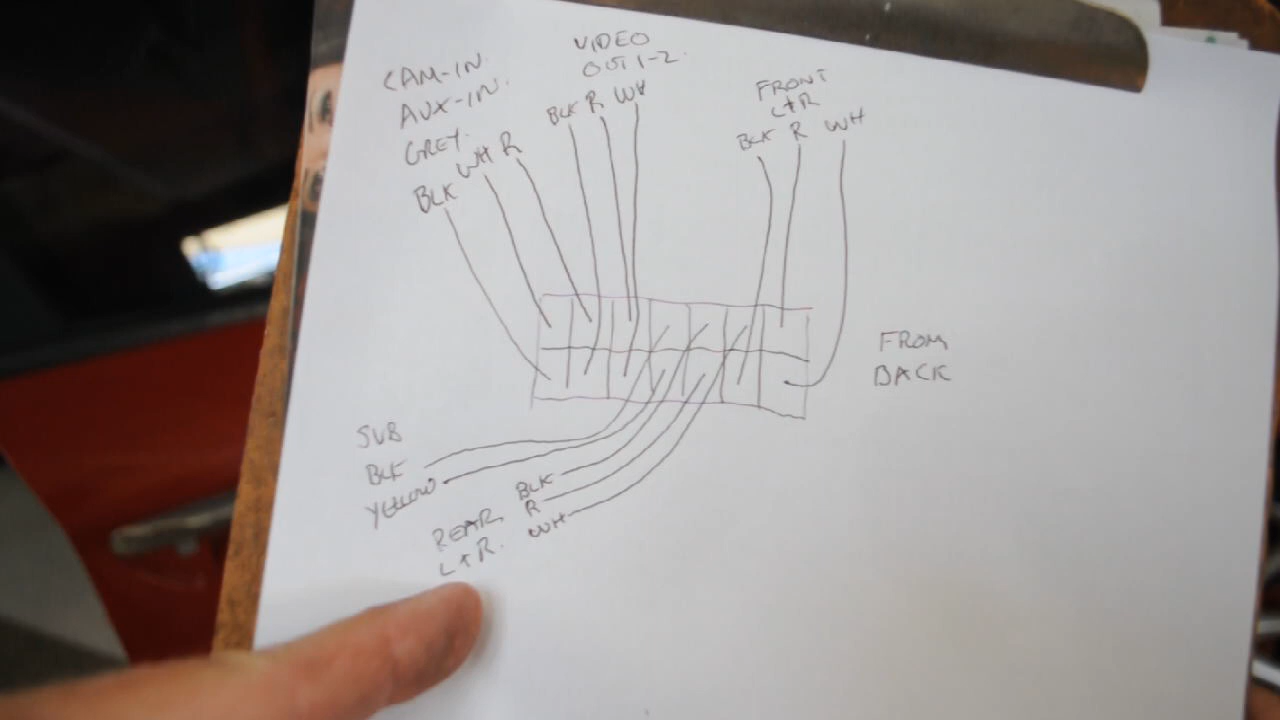 CAM-IN.
AUX-IN.
GREY.
BLK WH R
VIDEO
OUT 1-2.
BLK R WH
FRONT
L+R
BLK R WH
FROM
BACK
SUB
BLK
YELLOW
REAR
L+R.
BLK
R
WH